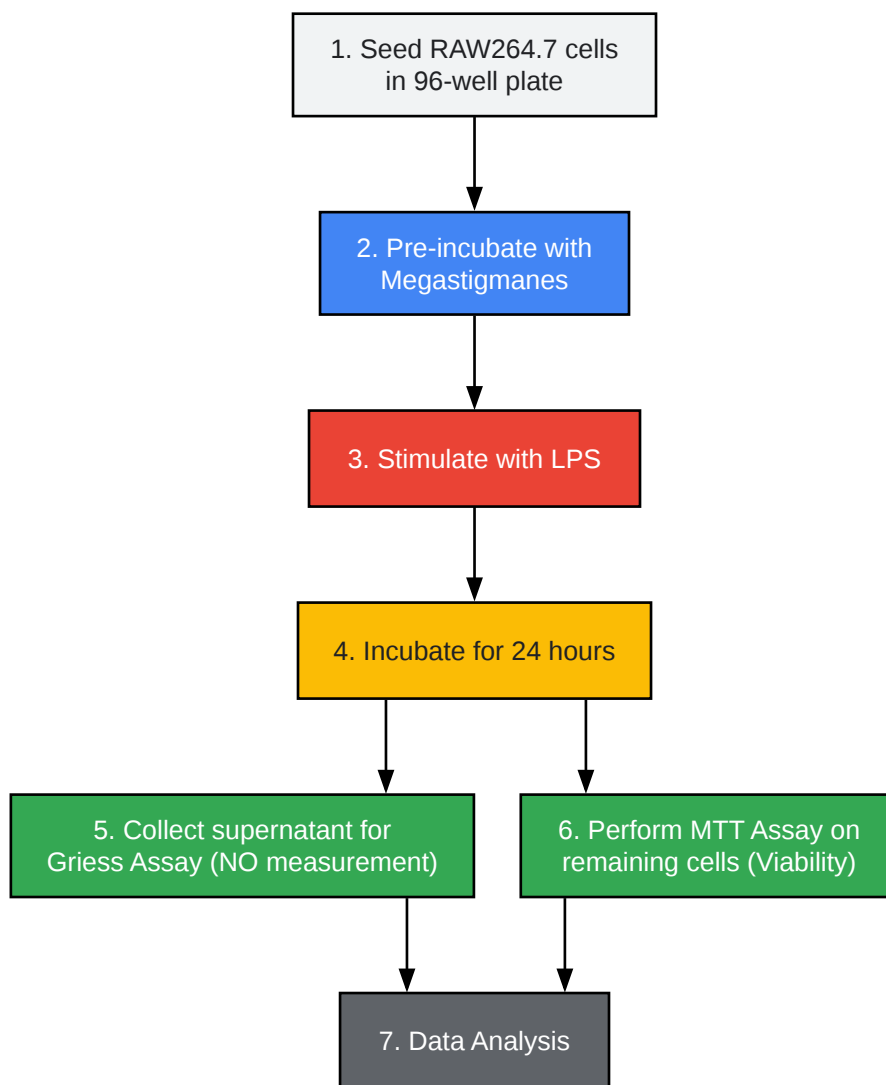 1. Seed RAW264.7 cells
in 96-well plate
2. Pre-incubate with
Megastigmanes
3. Stimulate with LPS
4. Incubate for 24 hours
5. Collect supernatant for
Griess Assay (NO measurement)
6. Perform MTT Assay on
remaining cells (Viability)
7. Data Analysis